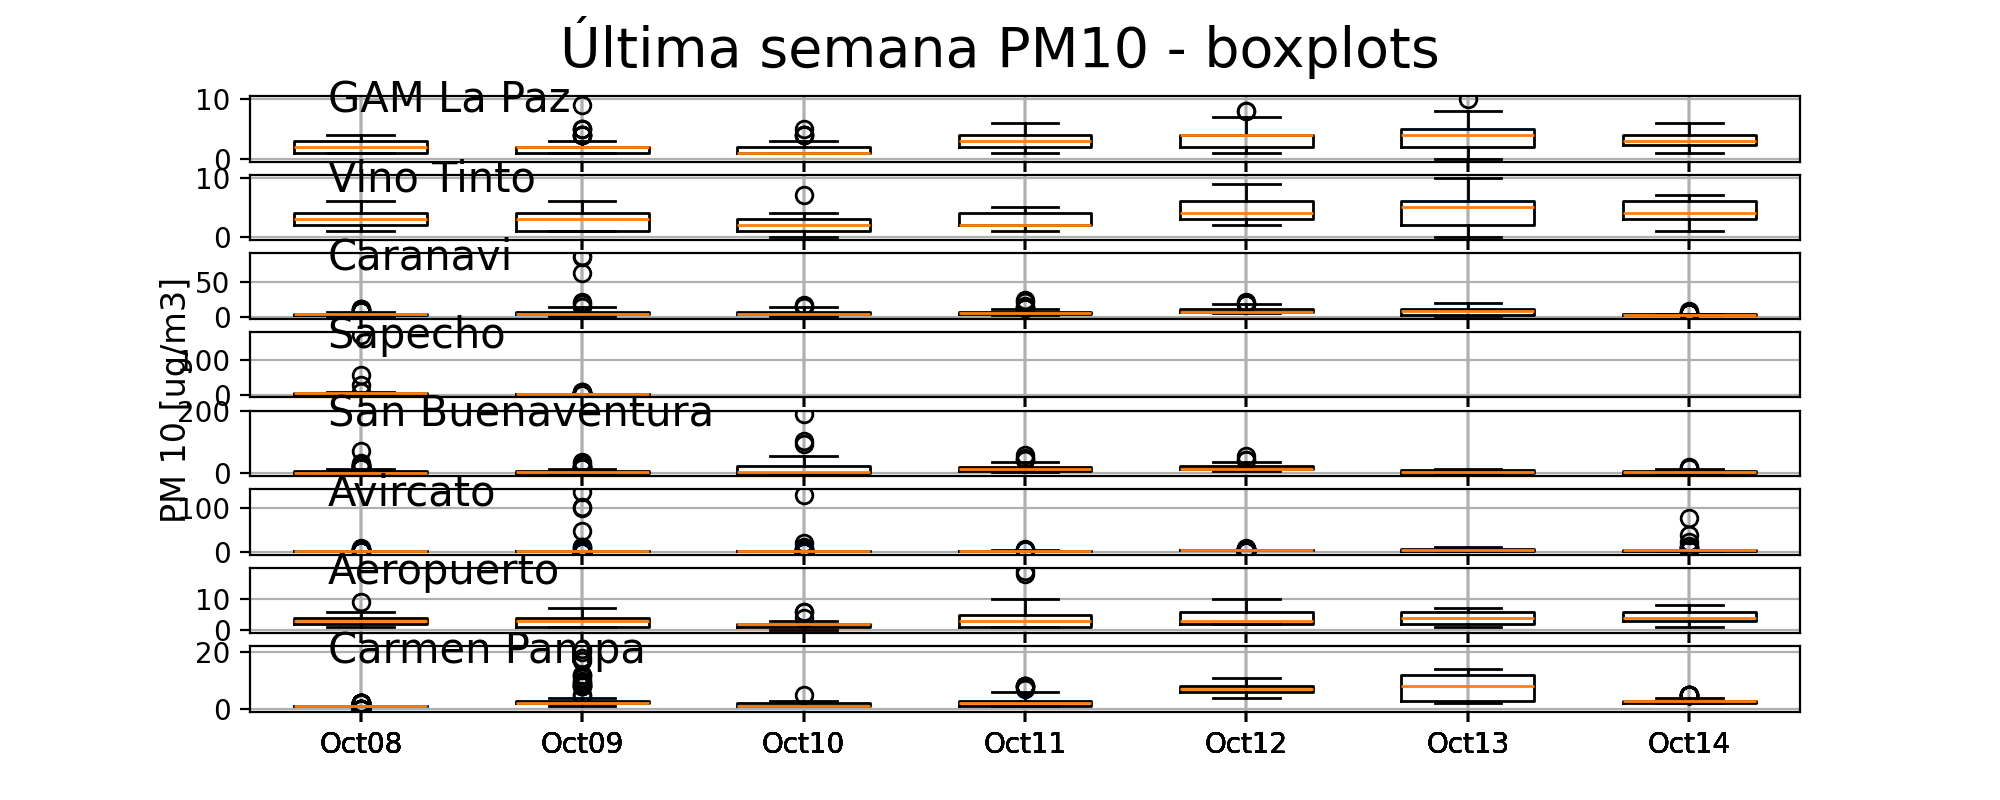 Última semana PM10 - boxplots
GAM La Paz
10
0
Vino Tinto
10
0
Caranavi
50
0
Sapecho
100
0
San Buenaventura
200
0
Avircato
100
0
Aeropuerto
10
0
Carmen Pampa
20
0
PM 10 [ug/m3]
Oct08 Oct09 Oct10 Oct11 Oct12 Oct13 Oct14